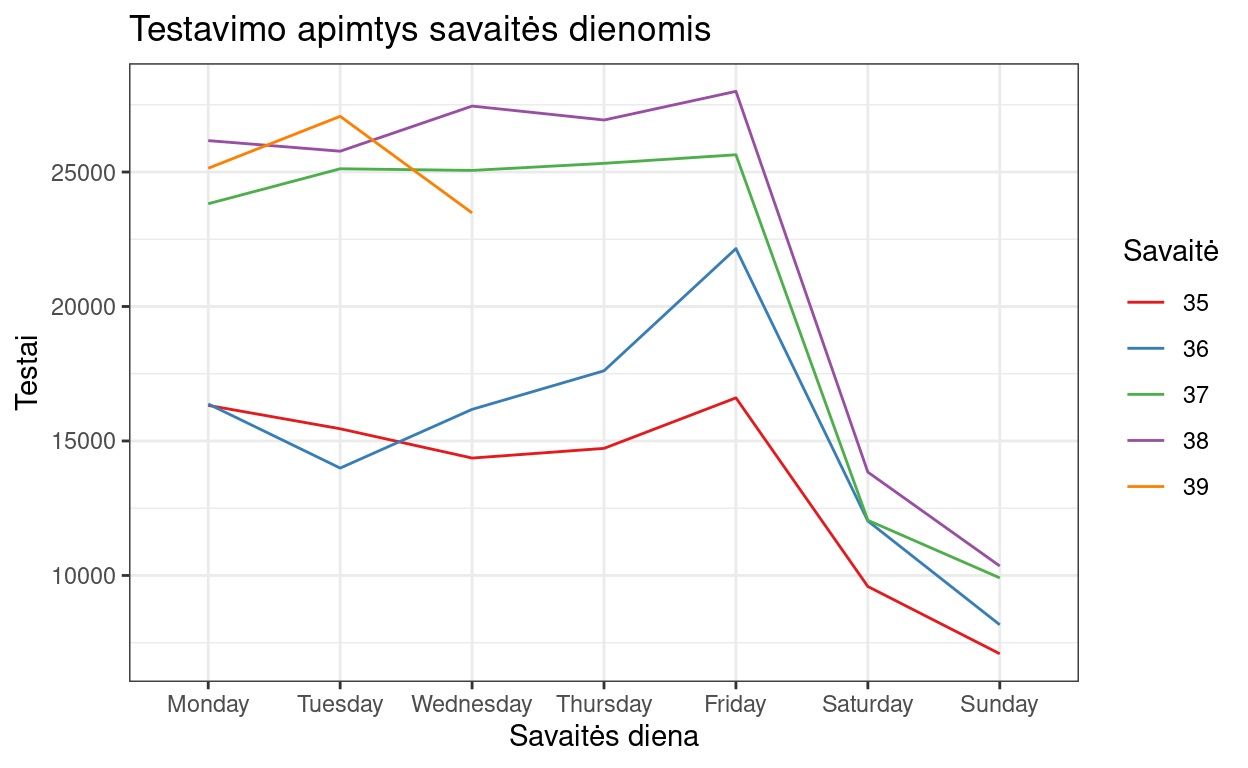 Testavimo apimtys savaitės dienomis
Testai
25000
20000
15000
10000
Monday Tuesday Wednesday Thursday Friday Saturday Sunday
Savaitės diena
Savaitė
35
36
37
38
39